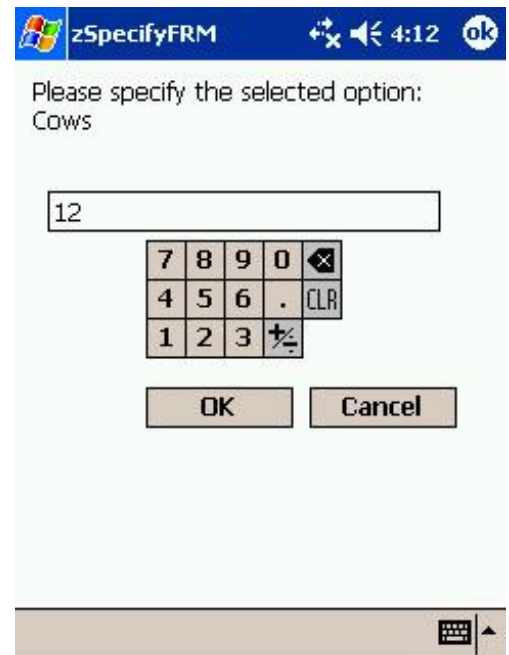 zSpecifyFRM 4:12 ok
Please specify the selected option:
Cows
12
7 8 9 0
4 5 6 . CLR
1 2 3 +/-
OK Cancel